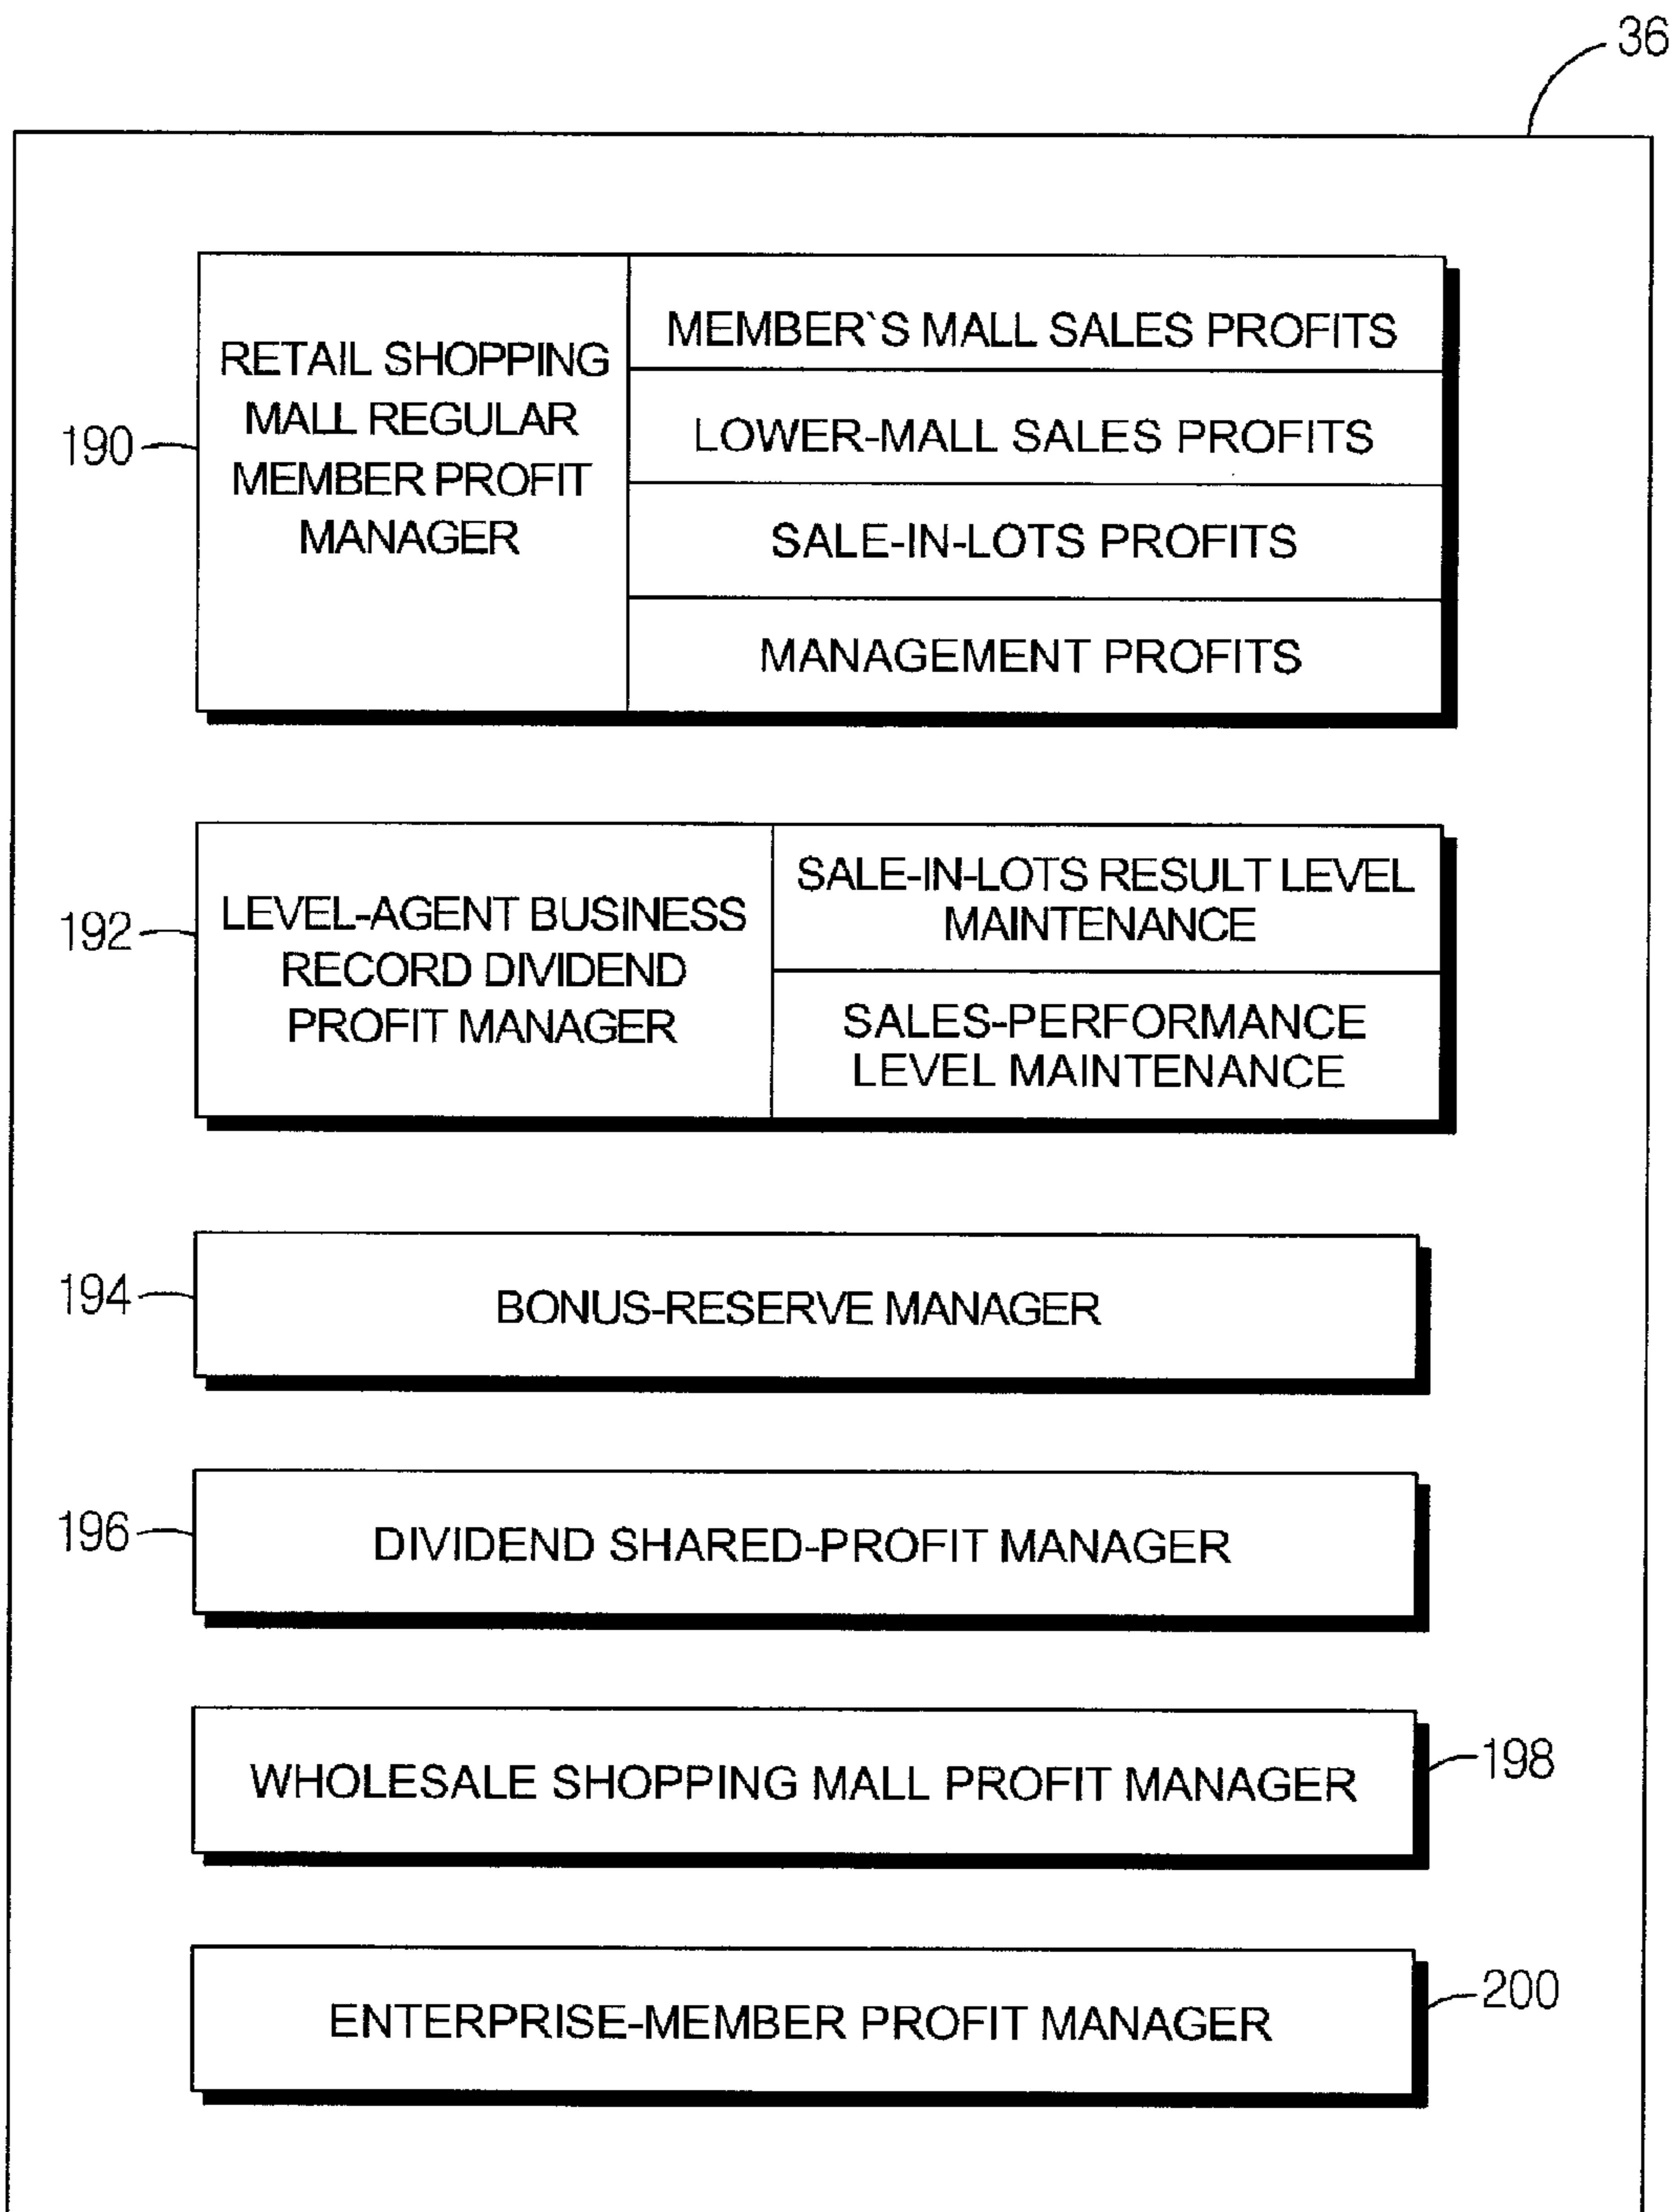 36
190
RETAIL SHOPPING
MALL REGULAR
MEMBER PROFIT
MANAGER
MEMBER`S MALL SALES PROFITS
LOWER-MALL SALES PROFITS
SALE-IN-LOTS PROFITS
MANAGEMENT PROFITS
192
LEVEL-AGENT BUSINESS
RECORD DIVIDEND
PROFIT MANAGER
SALE-IN-LOTS RESULT LEVEL
MAINTENANCE
SALES-PERFORMANCE
LEVEL MAINTENANCE
194
BONUS-RESERVE MANAGER
196
DIVIDEND SHARED-PROFIT MANAGER
WHOLESALE SHOPPING MALL PROFIT MANAGER
198
ENTERPRISE-MEMBER PROFIT MANAGER
200